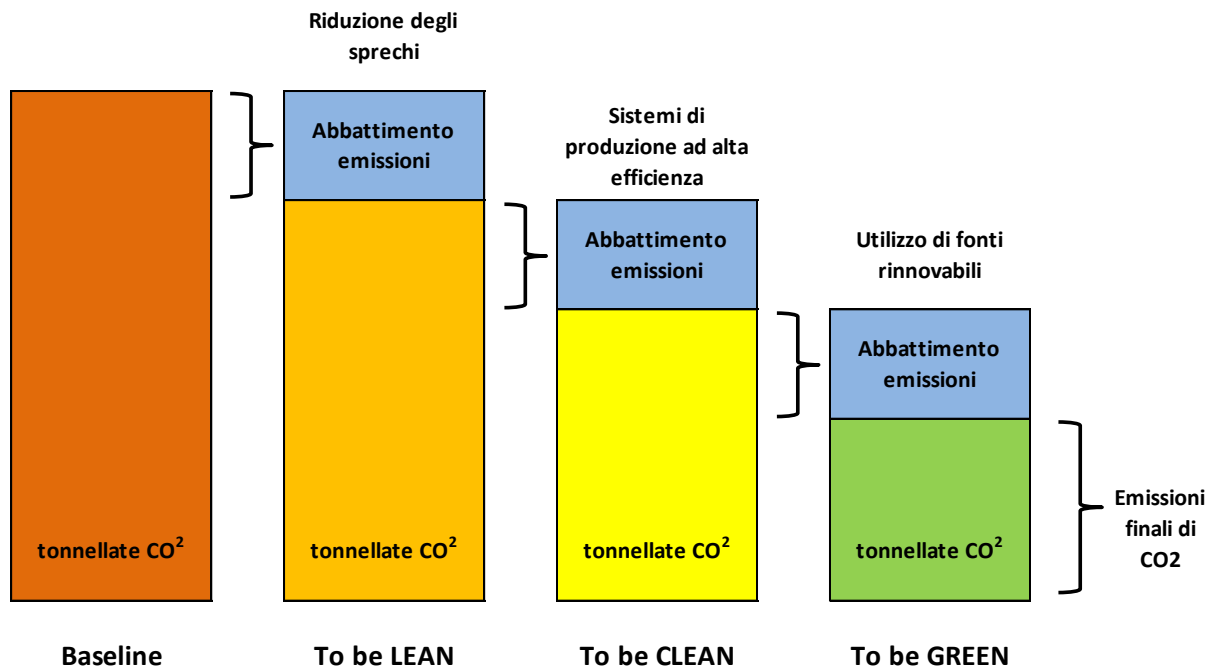 Riduzione degli
sprechi
Abbattimento
emissioni
Sistemi di
produzione ad alta
efficienza
Abbattimento
emissioni
Utilizzo di fonti
rinnovabili
Abbattimento
emissioni
tonnellate CO²
tonnellate CO²
tonnellate CO²
tonnellate CO²
Emissioni
finali di
CO2
Baseline
To be LEAN
To be CLEAN
To be GREEN